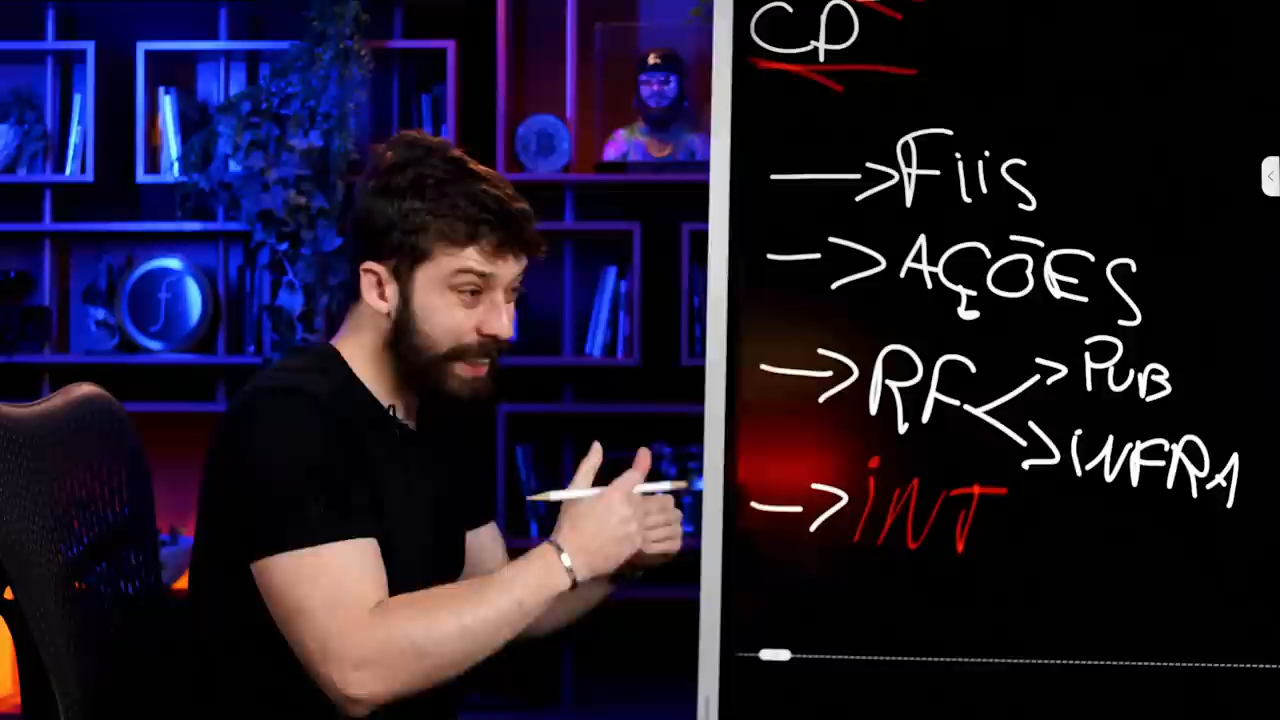 CP
→ Fiis
→ AÇÕES
→ RF → PUB
→ iNFRA
→ iNT
f